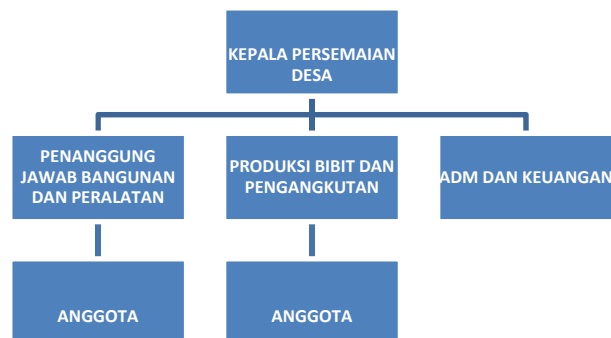 KEPALA PERSEMAIAN
DESA
PENANGGUNG
JAWAB BANGUNAN
DAN PERALATAN
PRODUKSI BIBIT DAN
PENGANGKUTAN
ADM DAN KEUANGAN
ANGGOTA
ANGGOTA